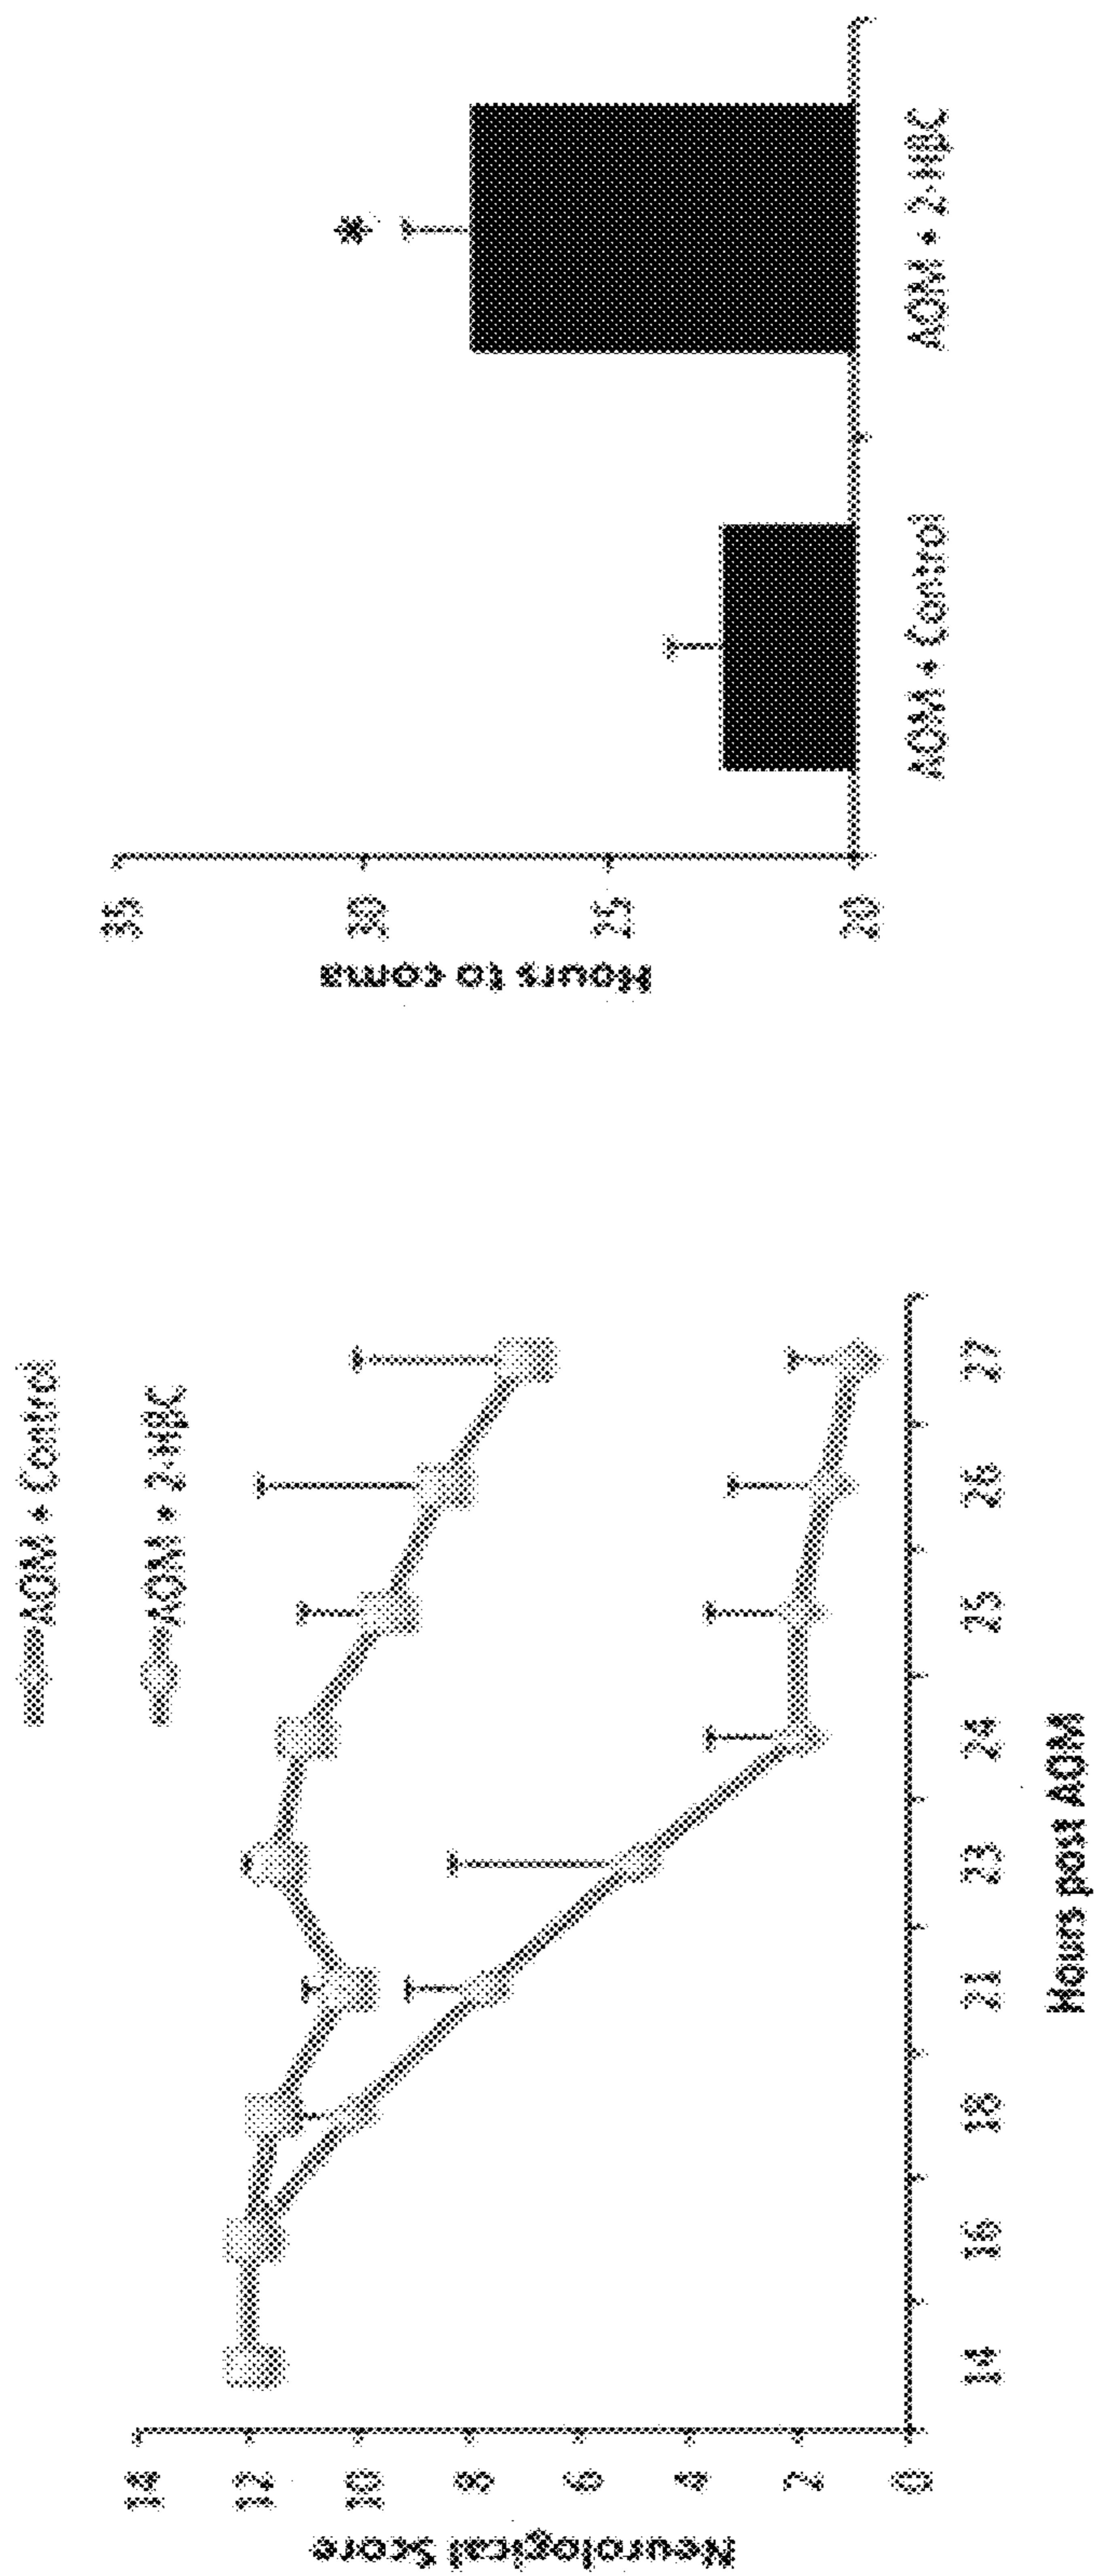 AOM + Control
AOM + 2-HBC
Neurological Score
14
12
10
8
6
4
2
0
14 16 18 21 23 24 25 26 27
Hours post AOM
Hours to coma
35
30
25
20
*
AOM + Control AOM + 2-HBC